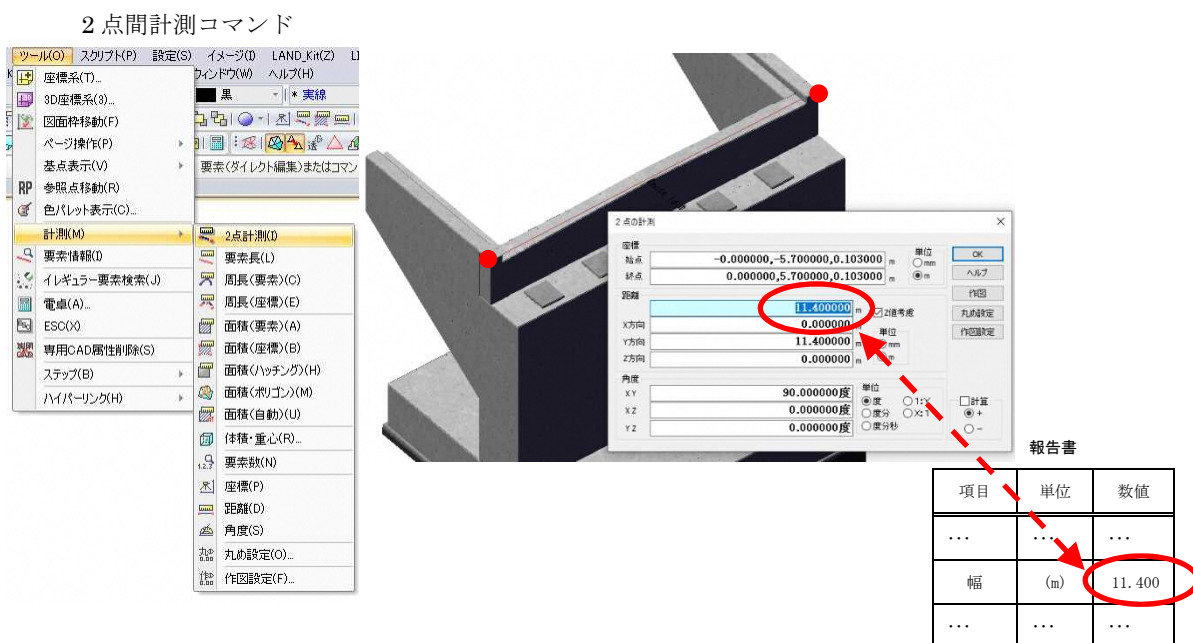 2点間計測コマンド
ツール(O) スクリプト(P) 設定(S) イメージ(I) LAND_Kit(Z)
ウィンドウ(W) ヘルプ(H)
黒 * 実線
要素(ダイレクト編集)またはコマン
座標系(T)...
3D座標系(3)...
図面枠移動(F)
ページ操作(P)
基点表示(V)
RP 参照点移動(R)
色パレット表示(C)...
計測(M)
要素情報(I)
イレギュラー要素検索(J)
電卓(A)...
ESC(X)
専用CAD属性削除(S)
ステップ(B)
ハイパーリンク(H)
2点計測(I)
要素長(L)
周長(要素)(C)
周長(座標)(E)
面積(要素)(A)
面積(座標)(B)
面積(ハッチング)(H)
面積(ポリゴン)(M)
面積(自動)(U)
体積・重心(R)...
要素数(N)
座標(P)
距離(D)
角度(S)
丸め設定(O)...
作図設定(F)...
2点の計測
座標
始点 -0.000000,-5.700000,0.103000 m
終点 0.000000,5.700000,0.103000 m
単位
mm
m
距離
11.400000 m Z値考慮
X方向 0.000000 m
Y方向 11.400000 m
Z方向 0.000000 m
単位
mm
m
角度
XY 90.000000度
XZ 0.000000度
YZ 0.000000度
単位
度 1:X
度分 X:1
度分秒
計算
+
-
OK
ヘルプ
作図
丸め設定
作図設定
報告書
項目 単位 数値
... ... ...
幅 (m) 11.400
... ... ...